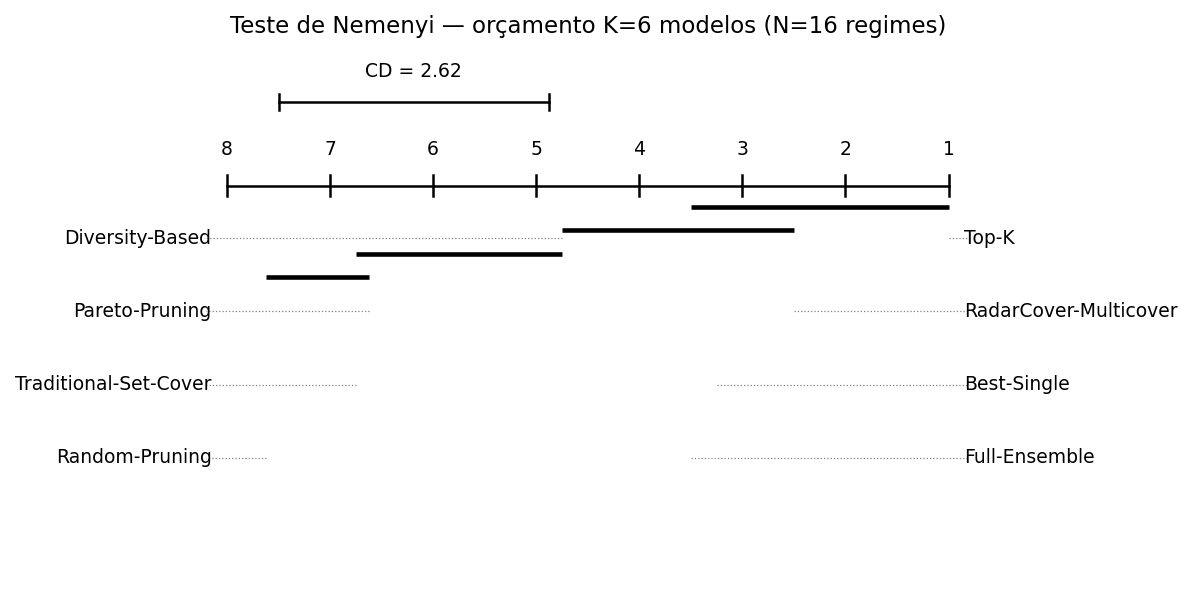 Teste de Nemenyi — orçamento K=6 modelos (N=16 regimes)
CD = 2.62
8 7 6 5 4 3 2 1
Diversity-Based Top-K
Pareto-Pruning RadarCover-Multicover
Traditional-Set-Cover Best-Single
Random-Pruning Full-Ensemble